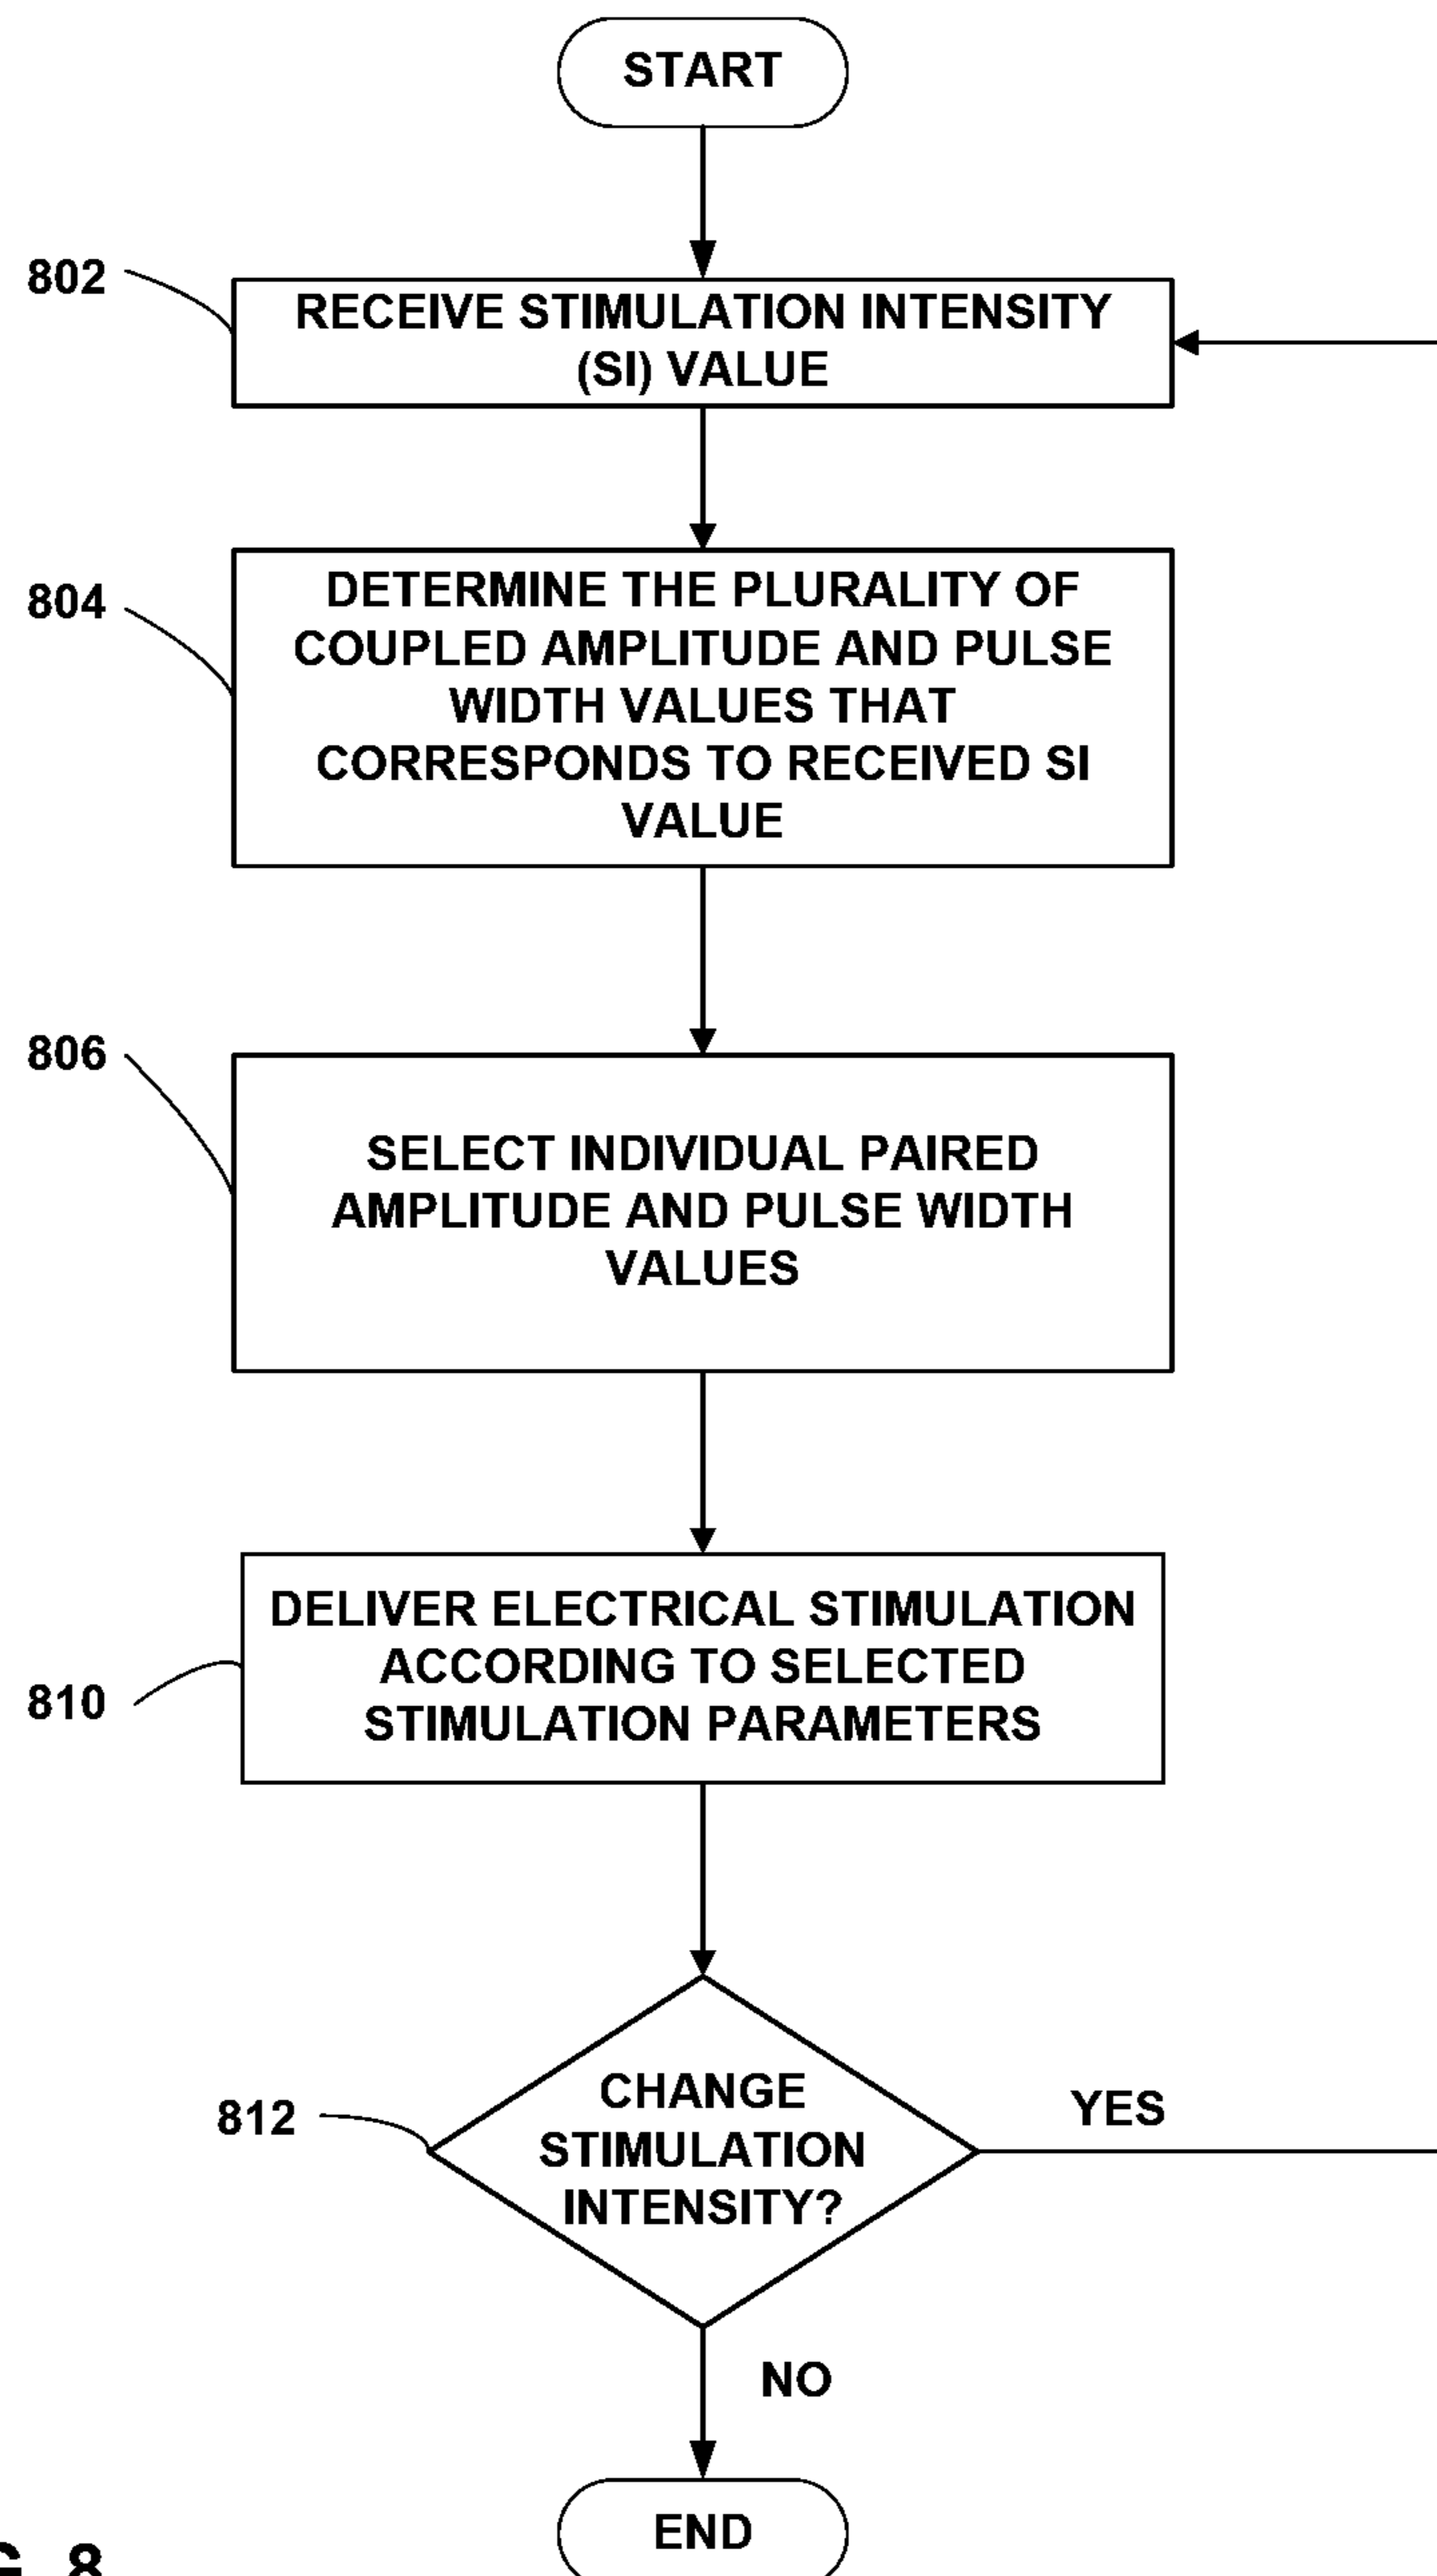 START
802
RECEIVE STIMULATION INTENSITY
(SI) VALUE
804
DETERMINE THE PLURALITY OF
COUPLED AMPLITUDE AND PULSE
WIDTH VALUES THAT
CORRESPONDS TO RECEIVED SI
VALUE
806
SELECT INDIVIDUAL PAIRED
AMPLITUDE AND PULSE WIDTH
VALUES
DELIVER ELECTRICAL STIMULATION
ACCORDING TO SELECTED
STIMULATION PARAMETERS
810
CHANGE
STIMULATION
INTENSITY?
812
YES
NO
END
G. 8